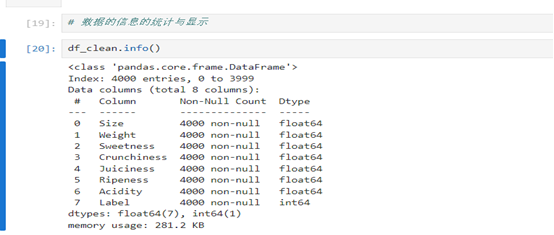 [19]: # 数据的信息的统计与显示
[20]: df_clean.info()
<class 'pandas.core.frame.DataFrame'>
Index: 4000 entries, 0 to 3999
Data columns (total 8 columns):
 #   Column       Non-Null Count  Dtype
---  ------       --------------  -----
 0   Size         4000 non-null   float64
 1   Weight       4000 non-null   float64
 2   Sweetness    4000 non-null   float64
 3   Crunchiness  4000 non-null   float64
 4   Juiciness    4000 non-null   float64
 5   Ripeness     4000 non-null   float64
 6   Acidity      4000 non-null   float64
 7   Label        4000 non-null   int64
dtypes: float64(7), int64(1)
memory usage: 281.2 KB